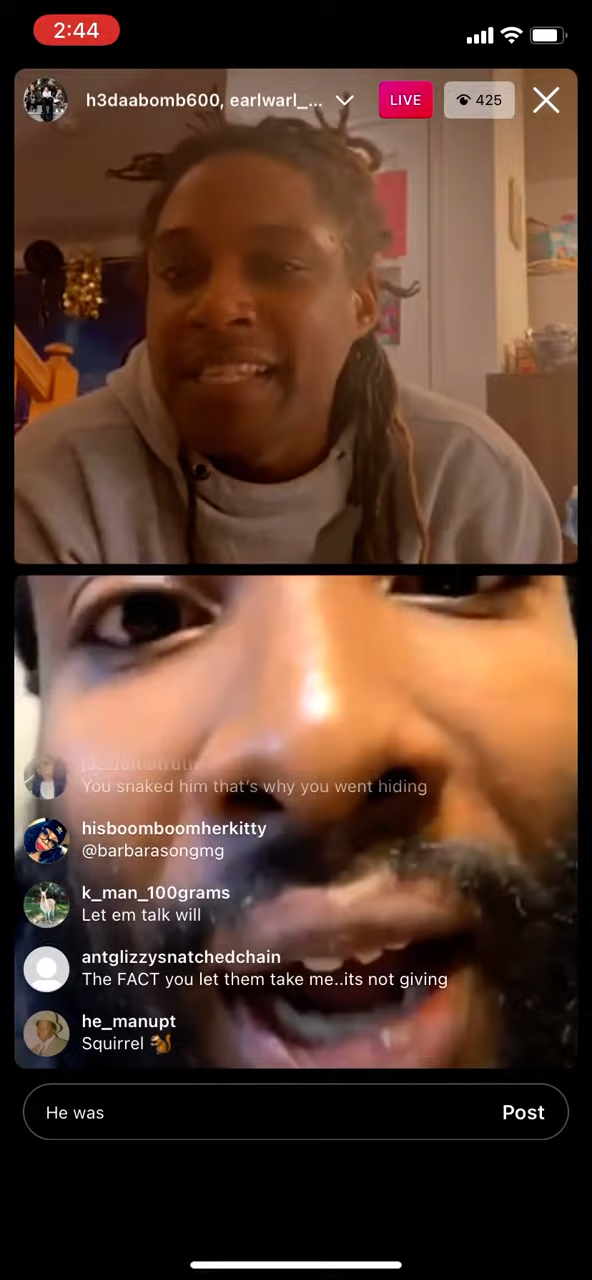 2:44
h3daabomb600, earlwarl_...
LIVE
425
You snaked him that's why you went hiding
hisboomboomherkitty
@barbarasongmg
k_man_100grams
Let em talk will
antglizzysnatchedchain
The FACT you let them take me..its not giving
he_manupt
Squirrel 🐿️
He was
Post